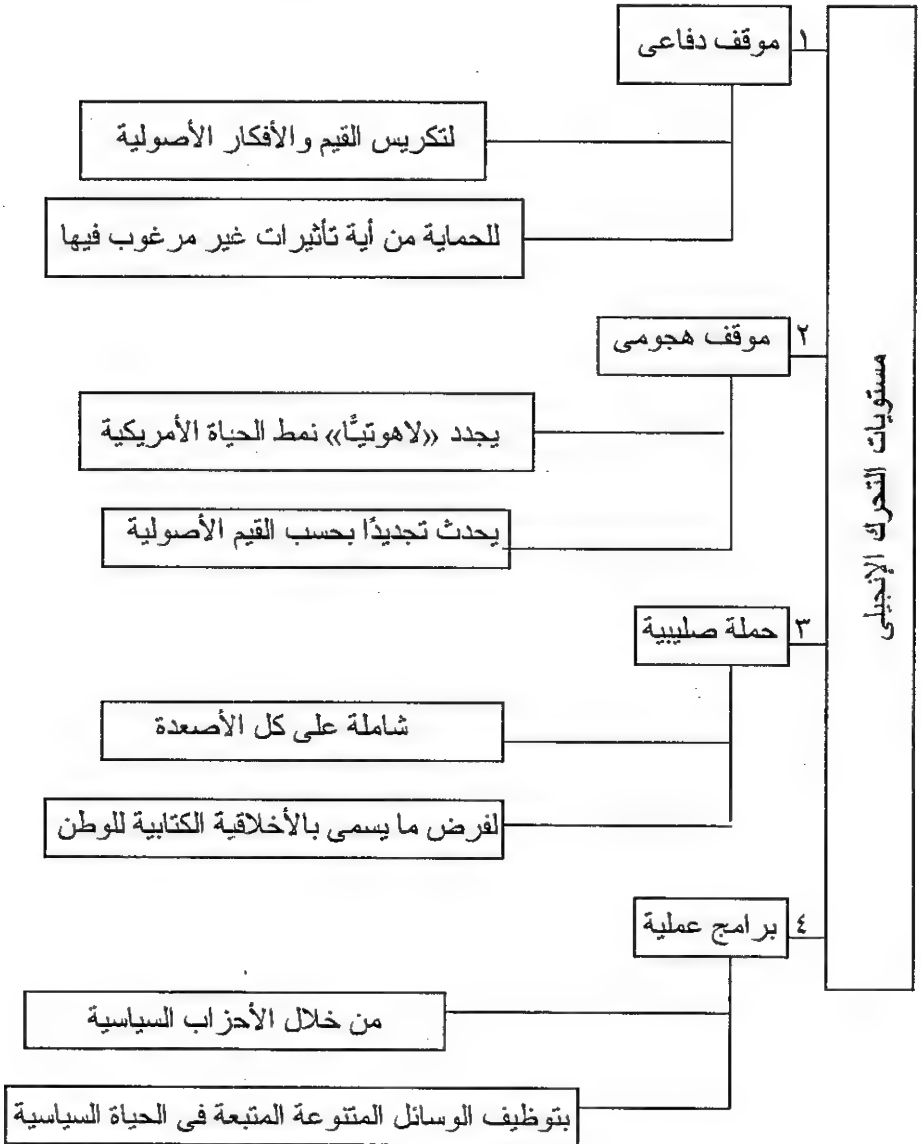 مستويات التحرك الإنجيلى
١ موقف دفاعى
لتكريس القيم والأفكار الأصولية
للحماية من أية تأثيرات غير مرغوب فيها
٢ موقف هجومى
يجدد «لاهوتيًّا» نمط الحياة الأمريكية
يحدث تجديدًا بحسب القيم الأصولية
٣ حملة صليبية
شاملة على كل الأصعدة
لفرض ما يسمى بالأخلاقية الكتابية للوطن
٤ برامج عملية
من خلال الأحزاب السياسية
بتوظيف الوسائل المتنوعة المتبعة فى الحياة السياسية